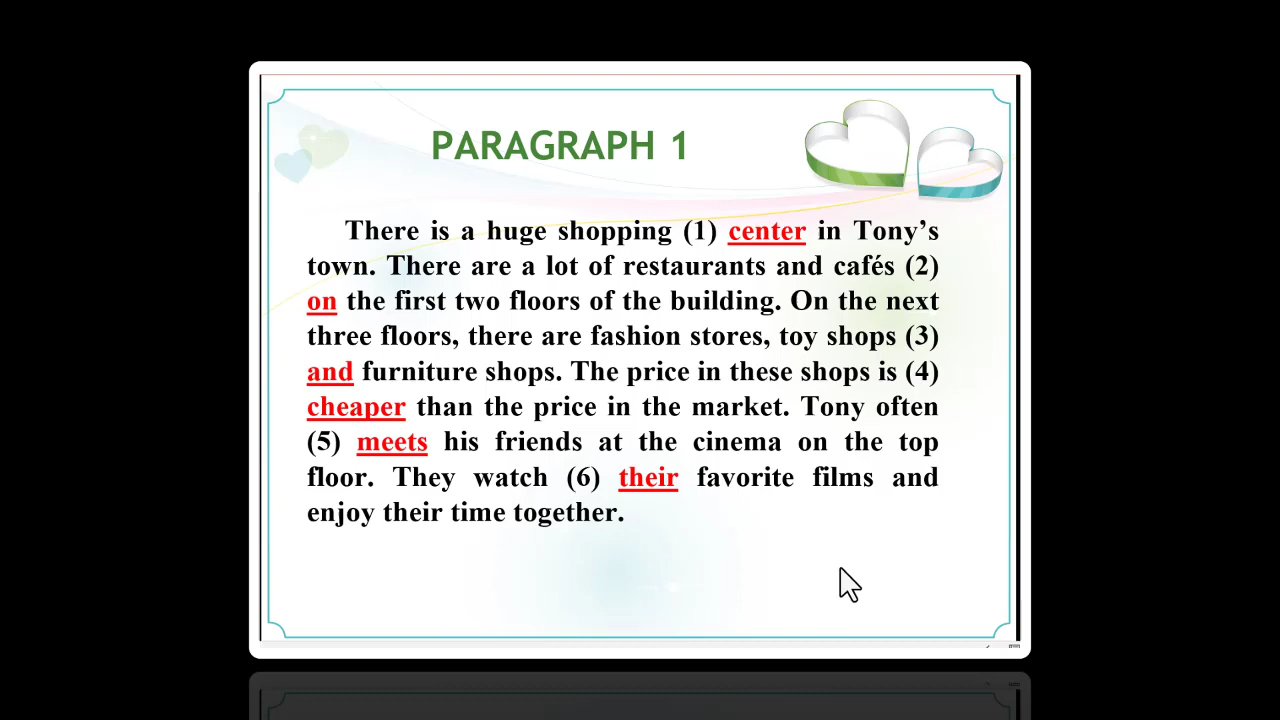 PARAGRAPH 1
There is a huge shopping (1) center in Tony’s
town. There are a lot of restaurants and cafés (2)
on the first two floors of the building. On the next
three floors, there are fashion stores, toy shops (3)
and furniture shops. The price in these shops is (4)
cheaper than the price in the market. Tony often
(5) meets his friends at the cinema on the top
floor. They watch (6) their favorite films and
enjoy their time together.